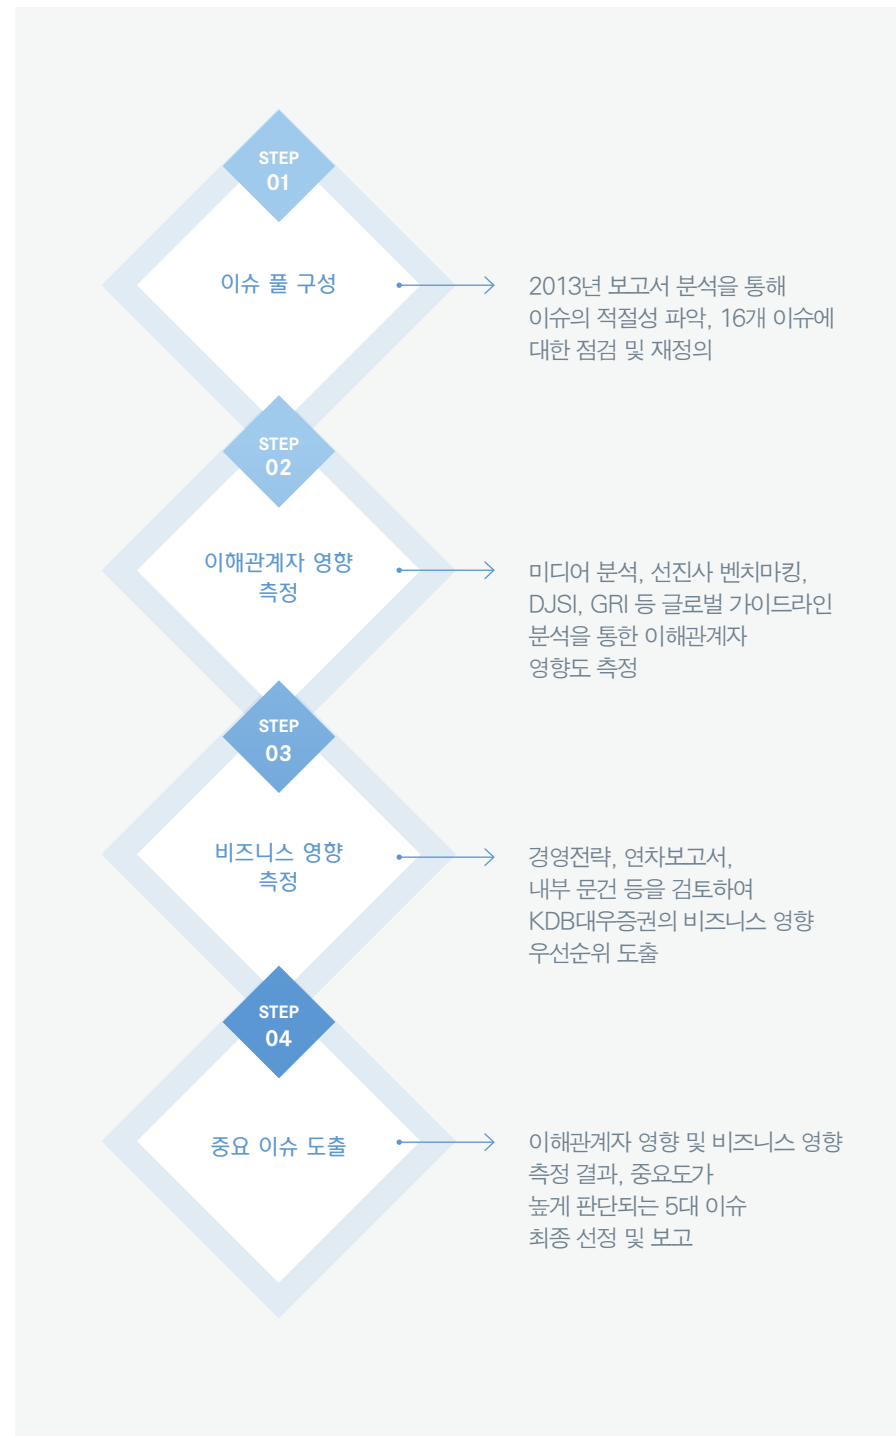 STEP
01
이슈 풀 구성
2013년 보고서 분석을 통해
이슈의 적절성 파악, 16개 이슈에
대한 점검 및 재정의
STEP
02
이해관계자 영향
측정
미디어 분석, 선진사 벤치마킹,
DJSI, GRI 등 글로벌 가이드라인
분석을 통한 이해관계자
영향도 측정
STEP
03
비즈니스 영향
측정
경영전략, 연차보고서,
내부 문건 등을 검토하여
KDB대우증권의 비즈니스 영향
우선순위 도출
STEP
04
중요 이슈 도출
이해관계자 영향 및 비즈니스 영향
측정 결과, 중요도가
높게 판단되는 5대 이슈
최종 선정 및 보고